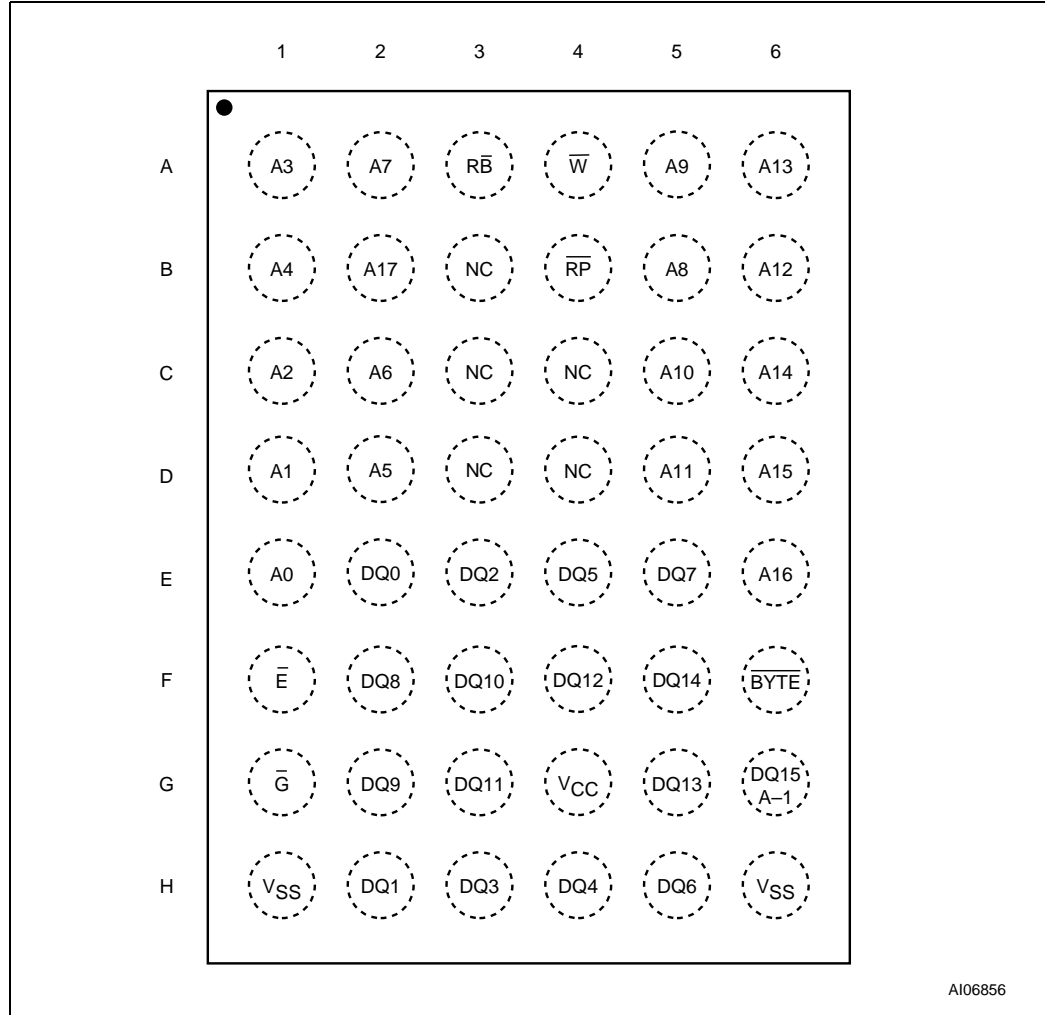 1 2 3 4 5 6
A A3 A7 RB̅ W̅ A9 A13
B A4 A17 NC R̅P̅ A8 A12
C A2 A6 NC NC A10 A14
D A1 A5 NC NC A11 A15
E A0 DQ0 DQ2 DQ5 DQ7 A16
F E̅ DQ8 DQ10 DQ12 DQ14 B̅Y̅T̅E̅
G G̅ DQ9 DQ11 VCC DQ13 DQ15
A–1
H VSS DQ1 DQ3 DQ4 DQ6 VSS
AI06856